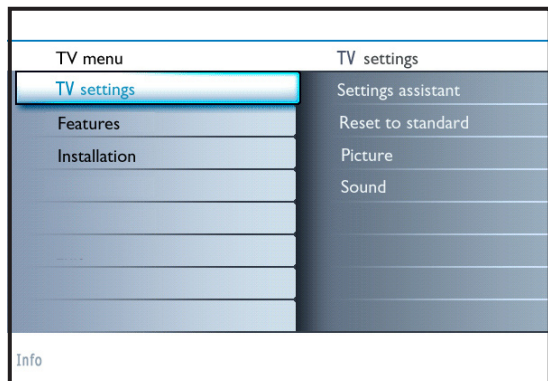 TV menu
TV settings
Features
Installation
TV settings
Settings assistant
Reset to standard
Picture
Sound
Info